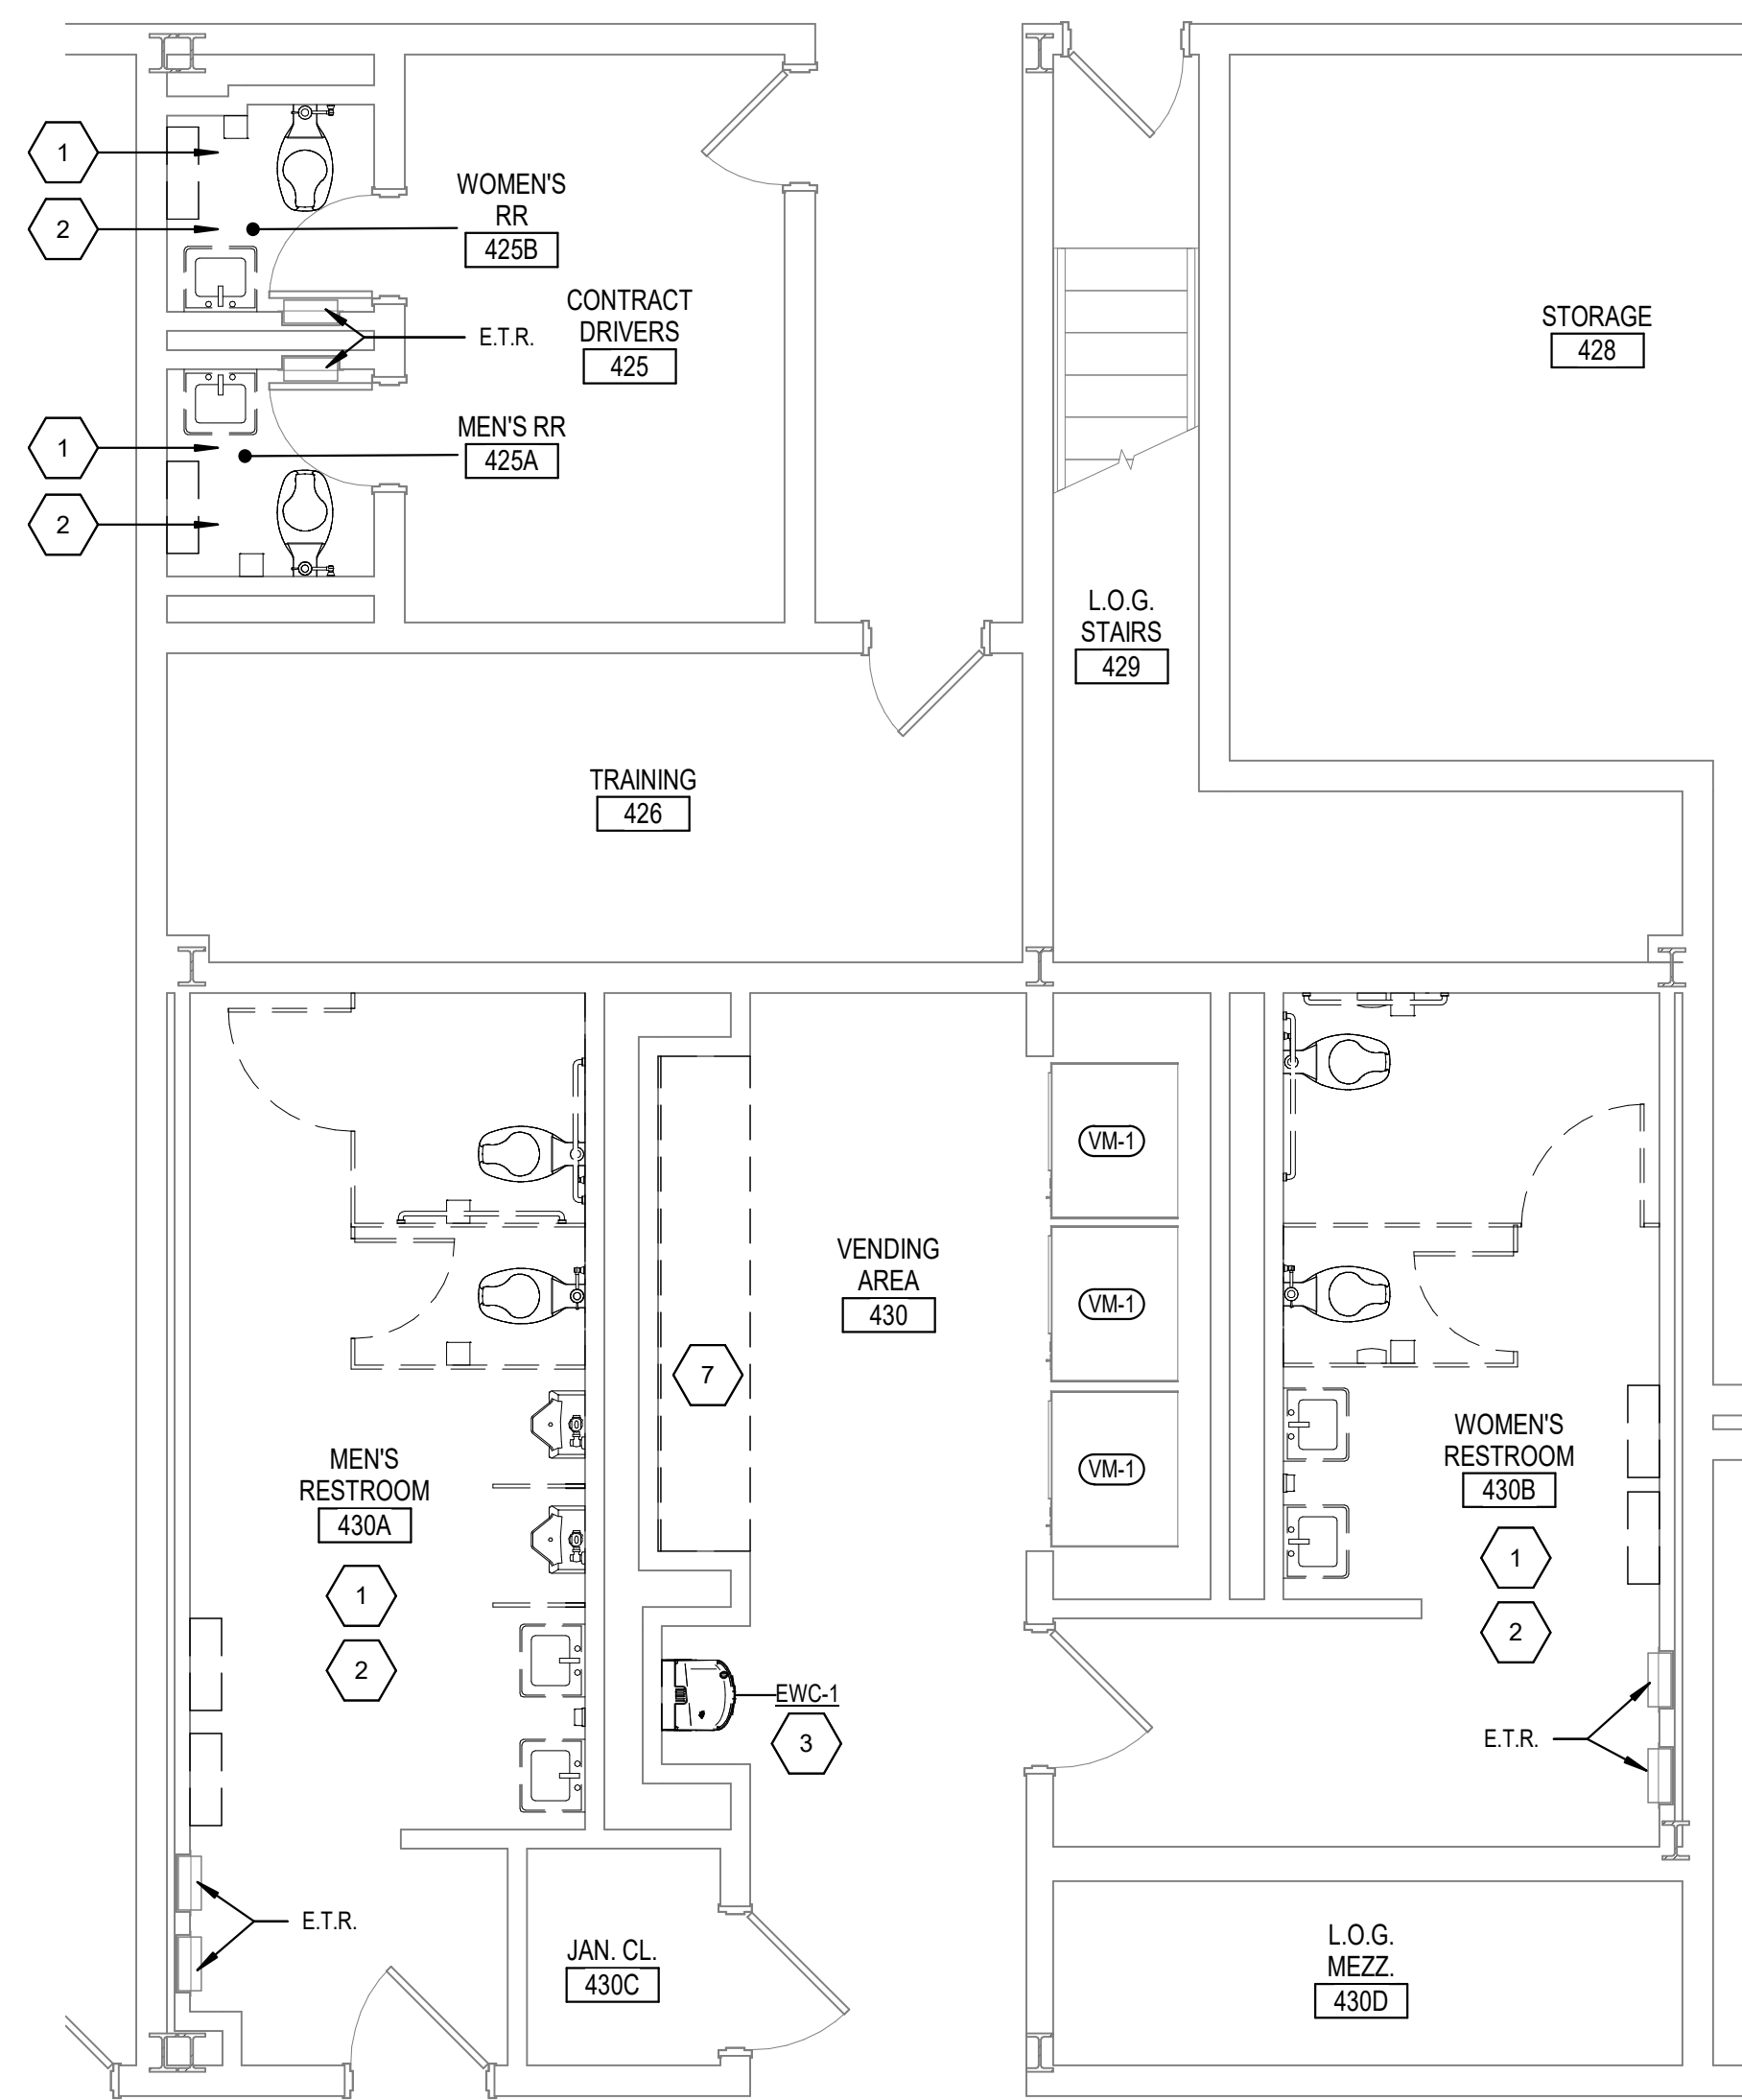 1
2
WOMEN'S
RR
425B
CONTRACT
DRIVERS
425
E.T.R.
MEN'S RR
425A
1
2
STORAGE
428
L.O.G.
STAIRS
429
TRAINING
426
VM-1
VM-1
VM-1
VENDING
AREA
430
7
MEN'S
RESTROOM
430A
1
2
WOMEN'S
RESTROOM
430B
1
2
EWC-1
3
E.T.R.
E.T.R.
JAN. CL.
430C
L.O.G.
MEZZ.
430D